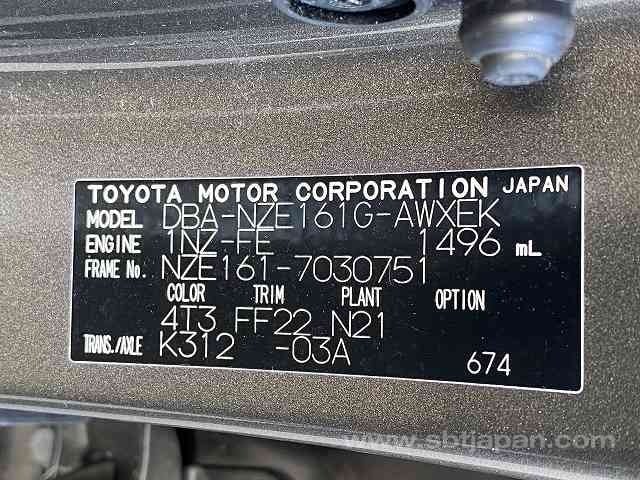 TOYOTA MOTOR CORPORATION JAPAN
MODEL DBA-NZE161G-AWXEK
ENGINE 1NZ-FE 1496 mL
FRAME No. NZE161-7030751
COLOR TRIM PLANT OPTION
4T3 FF22 N21
TRANS./AXLE K312 -03A
674
www.sbtjapan.com